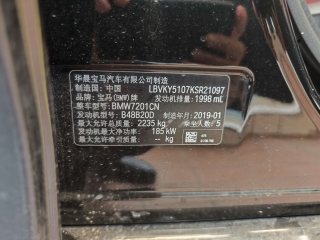 华晨宝马汽车有限公司制造
制造国：中国 LBVKY5107KSR21097
品牌：宝马(BMW)牌 发动机排量：1998 mL
整车型号：BMW7201CN
发动机型号：B48B20D 制造年月：2019-01
最大允许总质量：2235 kg 乘坐人数：5
发动机最大净功率：185 kW
最大允许牵引质量：-- kg